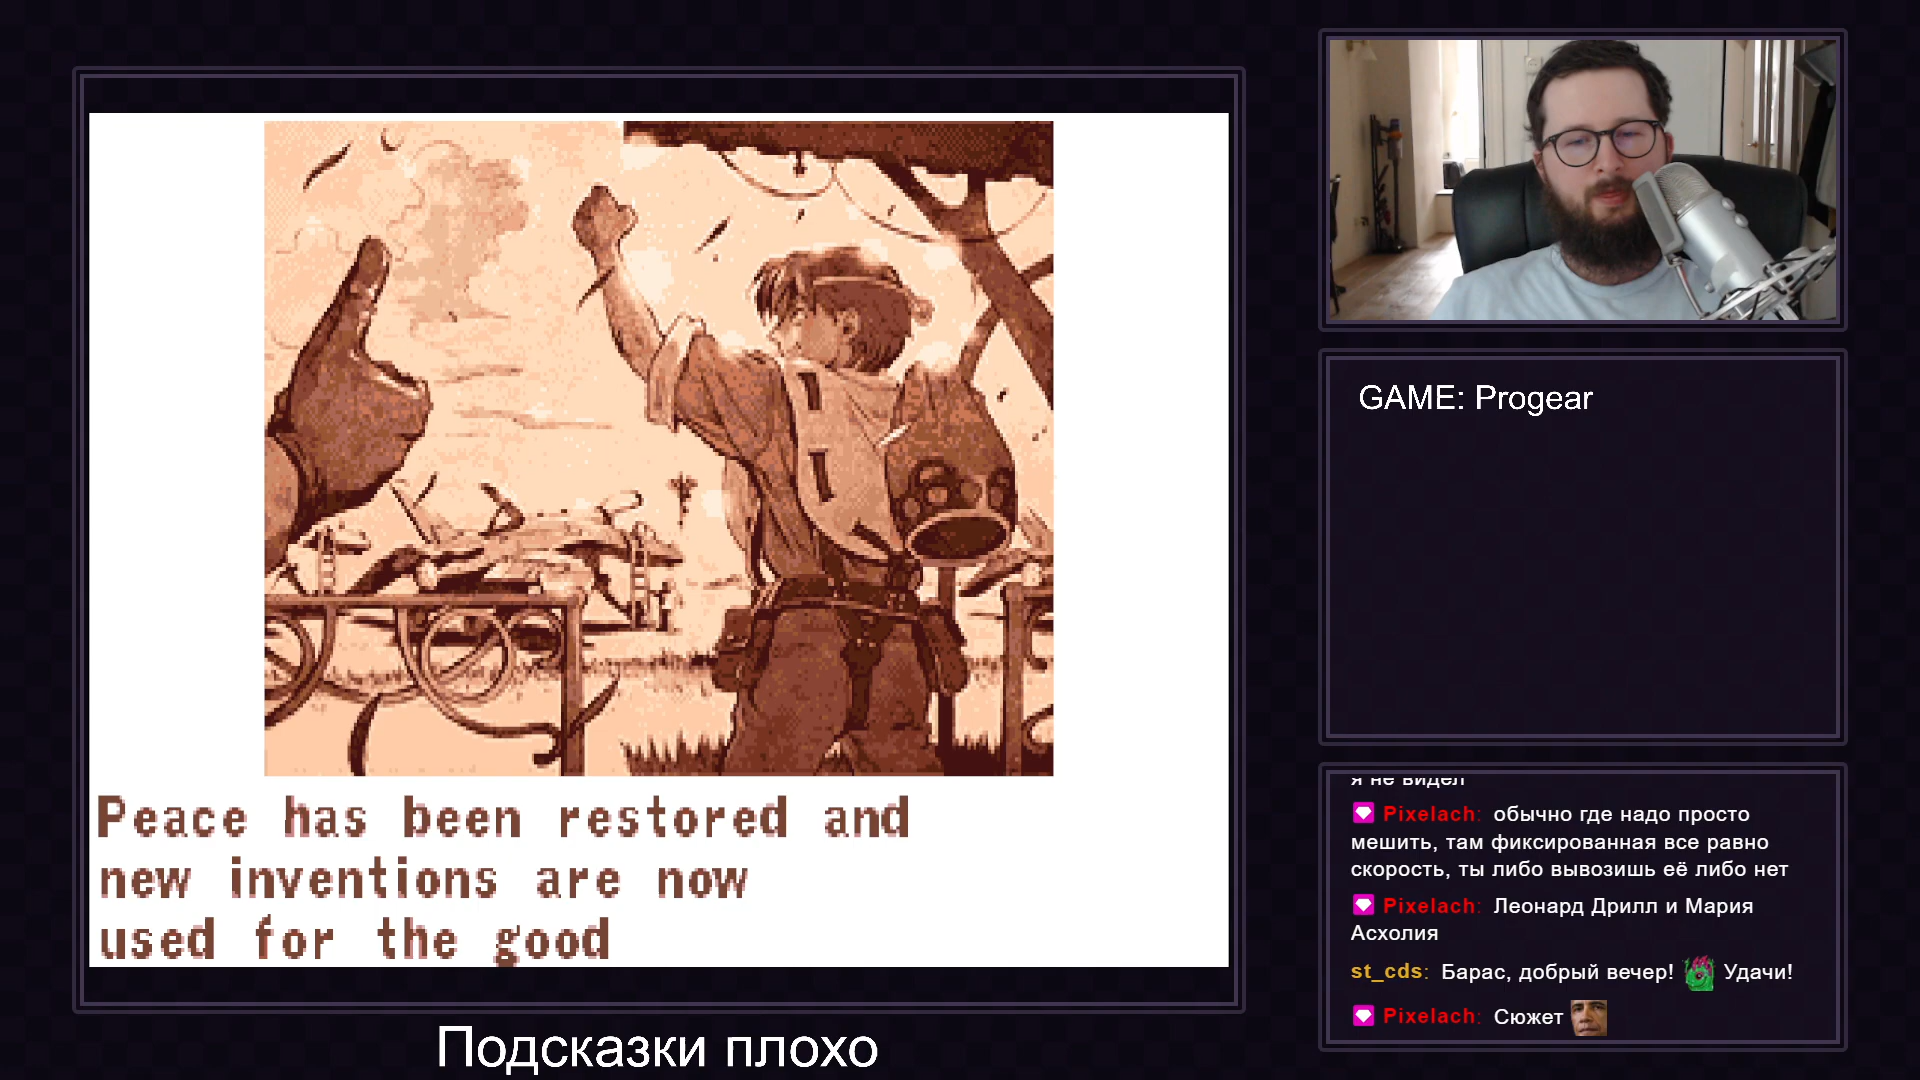 Peace has been restored and
new inventions are now
used for the good
Подсказки плохо
GAME: Progear
я не видел
Pixelach: обычно где надо просто
мешить, там фиксированная все равно
скорость, ты либо вывозишь её либо нет
Pixelach: Леонард Дрилл и Мария
Асхолия
st_cds: Барас, добрый вечер! Удачи!
Pixelach: Сюжет